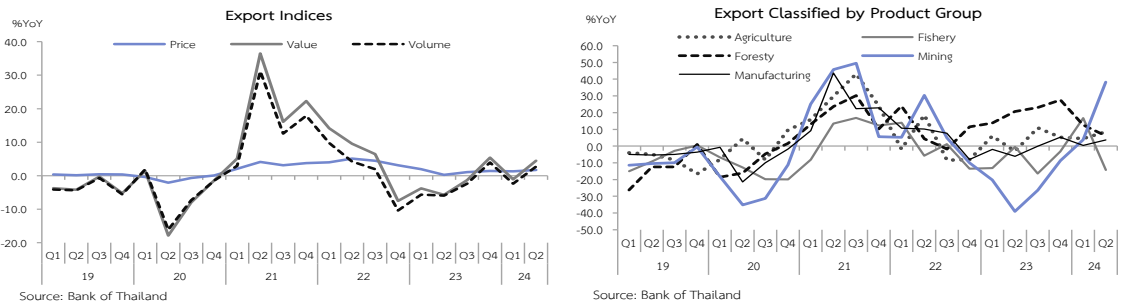 Export Indices
%YoY
Price Value Volume
40.0
30.0
20.0
10.0
0.0
-10.0
-20.0
Q1 Q2 Q3 Q4 Q1 Q2 Q3 Q4 Q1 Q2 Q3 Q4 Q1 Q2 Q3 Q4 Q1 Q2 Q3 Q4 Q1 Q2
19 20 21 22 23 24
Source: Bank of Thailand
Export Classified by Product Group
%YoY
Agriculture Fishery
Foresty Mining
Manufacturing
60.0
50.0
40.0
30.0
20.0
10.0
0.0
-10.0
-20.0
-30.0
-40.0
-50.0
Q1 Q2 Q3 Q4 Q1 Q2 Q3 Q4 Q1 Q2 Q3 Q4 Q1 Q2 Q3 Q4 Q1 Q2 Q3 Q4 Q1 Q2
19 20 21 22 23 24
Source: Bank of Thailand